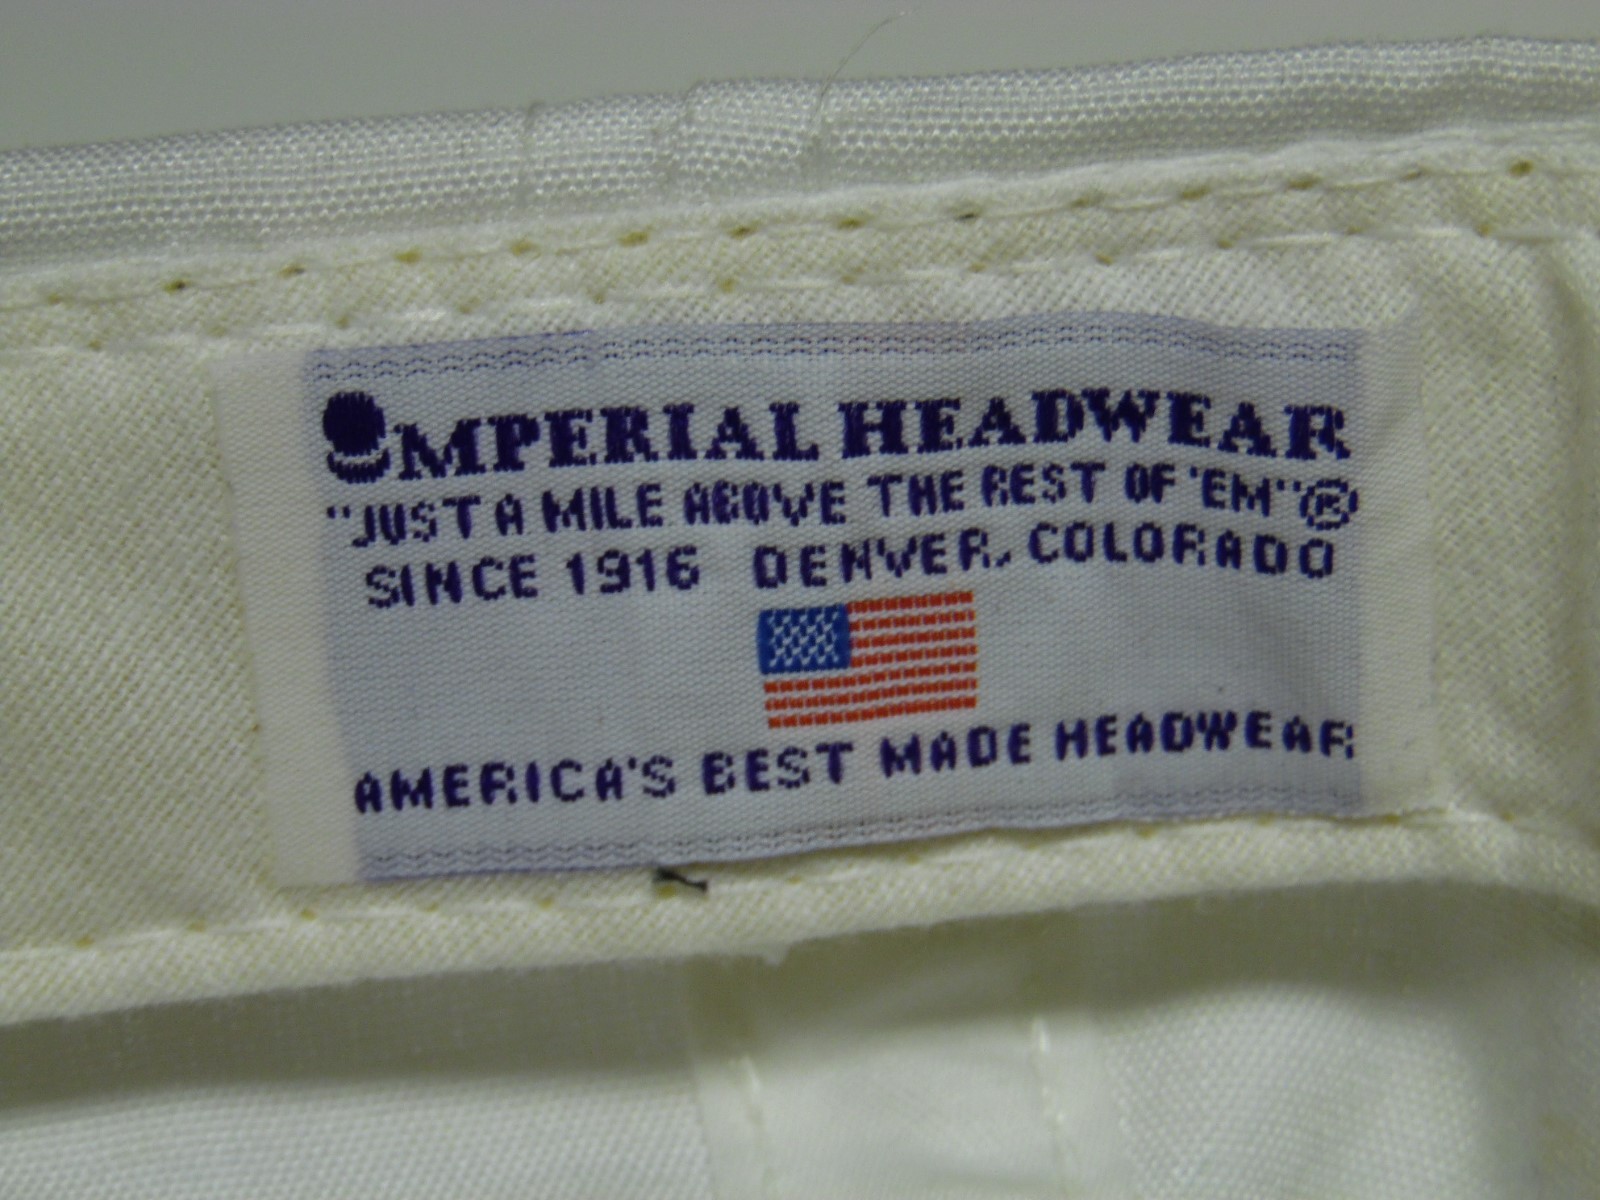 IMPERIAL HEADWEAR
"JUST A MILE ABOVE THE REST OF 'EM"®
SINCE 1916 DENVER, COLORADO
AMERICA'S BEST MADE HEADWEAR